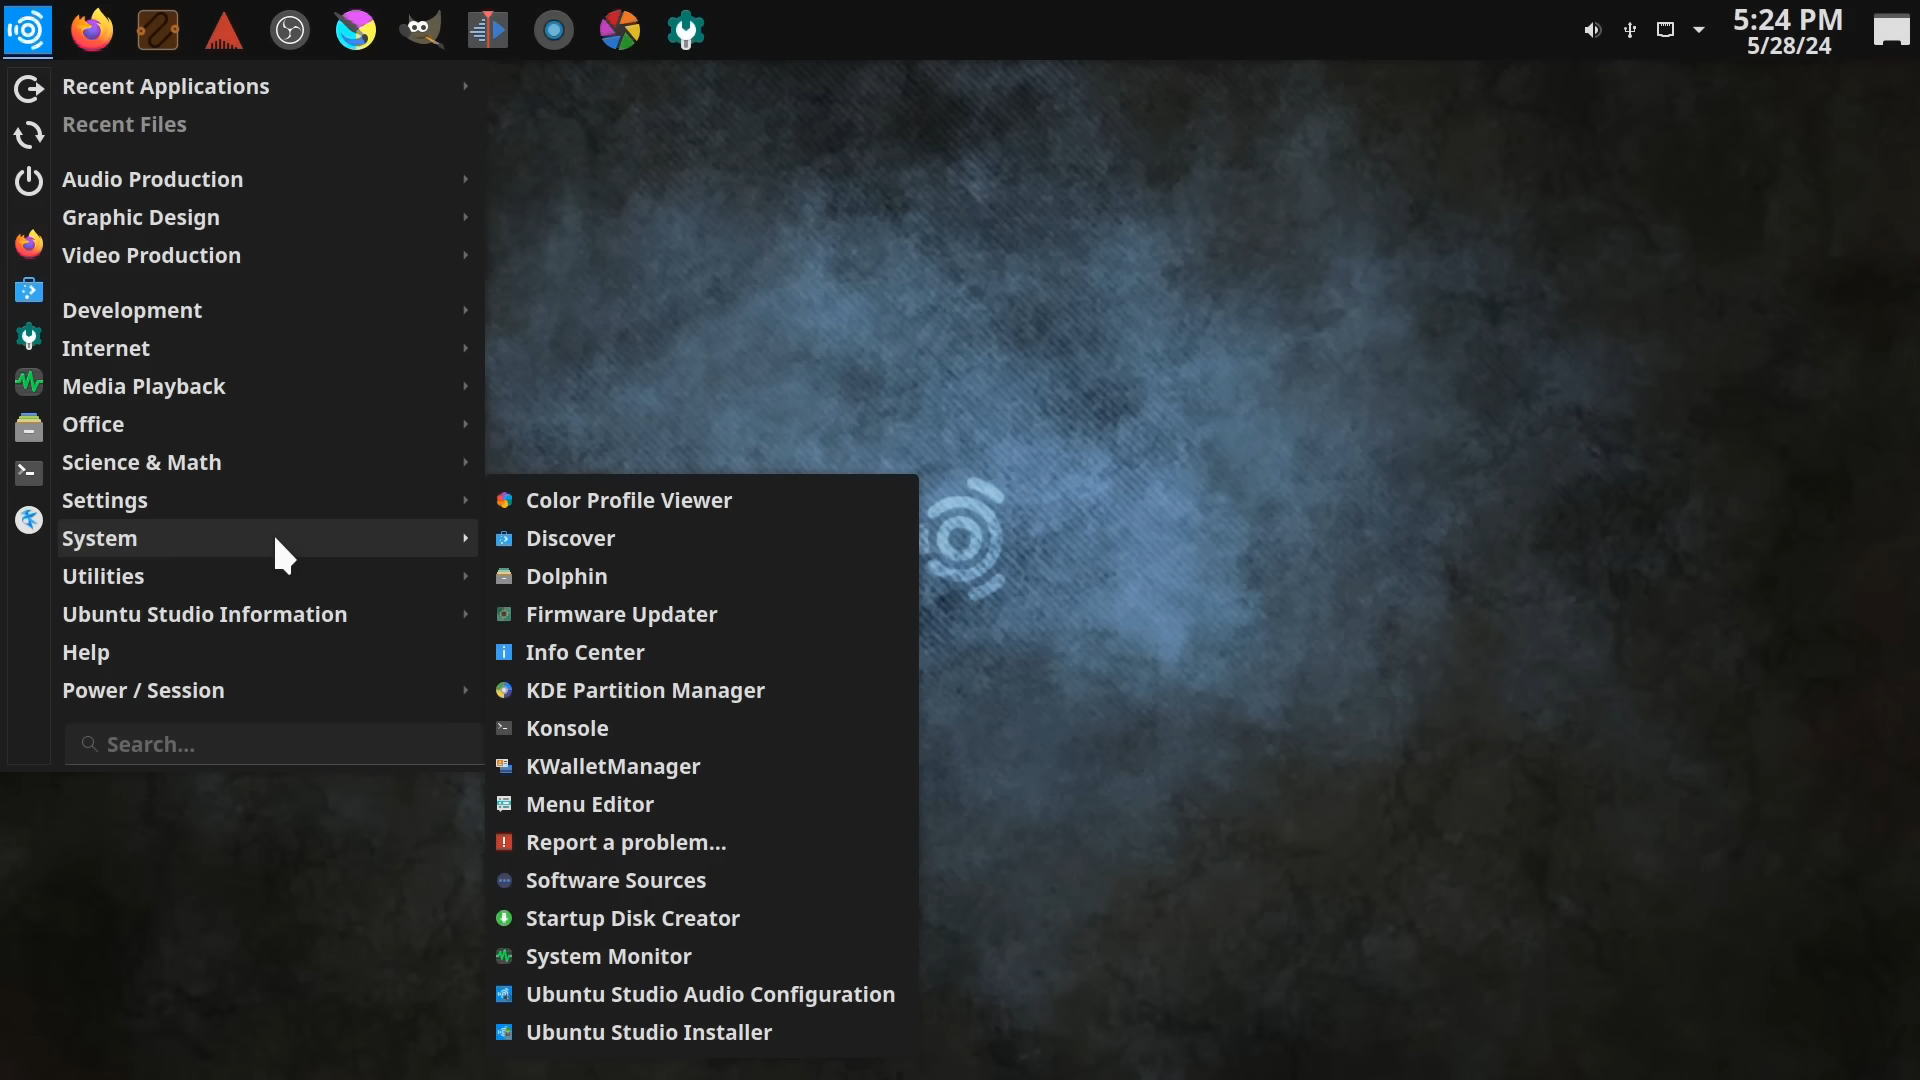 5:24 PM
5/28/24
Recent Applications
Recent Files
Audio Production
Graphic Design
Video Production
Development
Internet
Media Playback
Office
Science & Math
Settings
System
Utilities
Ubuntu Studio Information
Help
Power / Session
Search...
Color Profile Viewer
Discover
Dolphin
Firmware Updater
Info Center
KDE Partition Manager
Konsole
KWalletManager
Menu Editor
Report a problem...
Software Sources
Startup Disk Creator
System Monitor
Ubuntu Studio Audio Configuration
Ubuntu Studio Installer